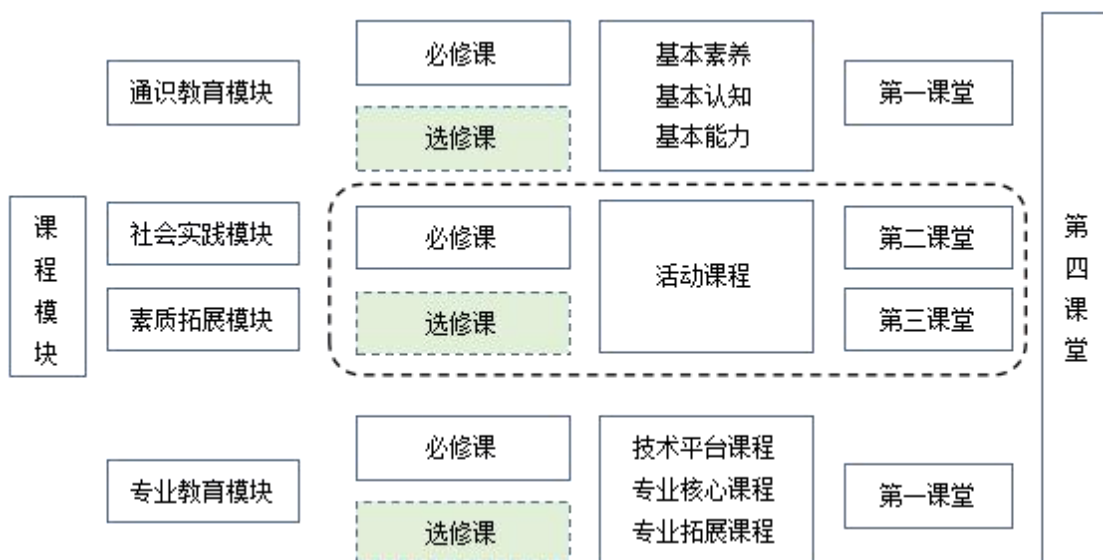 课程模块
通识教育模块
必修课
选修课
基本素养
基本认知
基本能力
第一课堂
社会实践模块
素质拓展模块
必修课
选修课
活动课程
第二课堂
第三课堂
专业教育模块
必修课
选修课
技术平台课程
专业核心课程
专业拓展课程
第一课堂
第四课堂